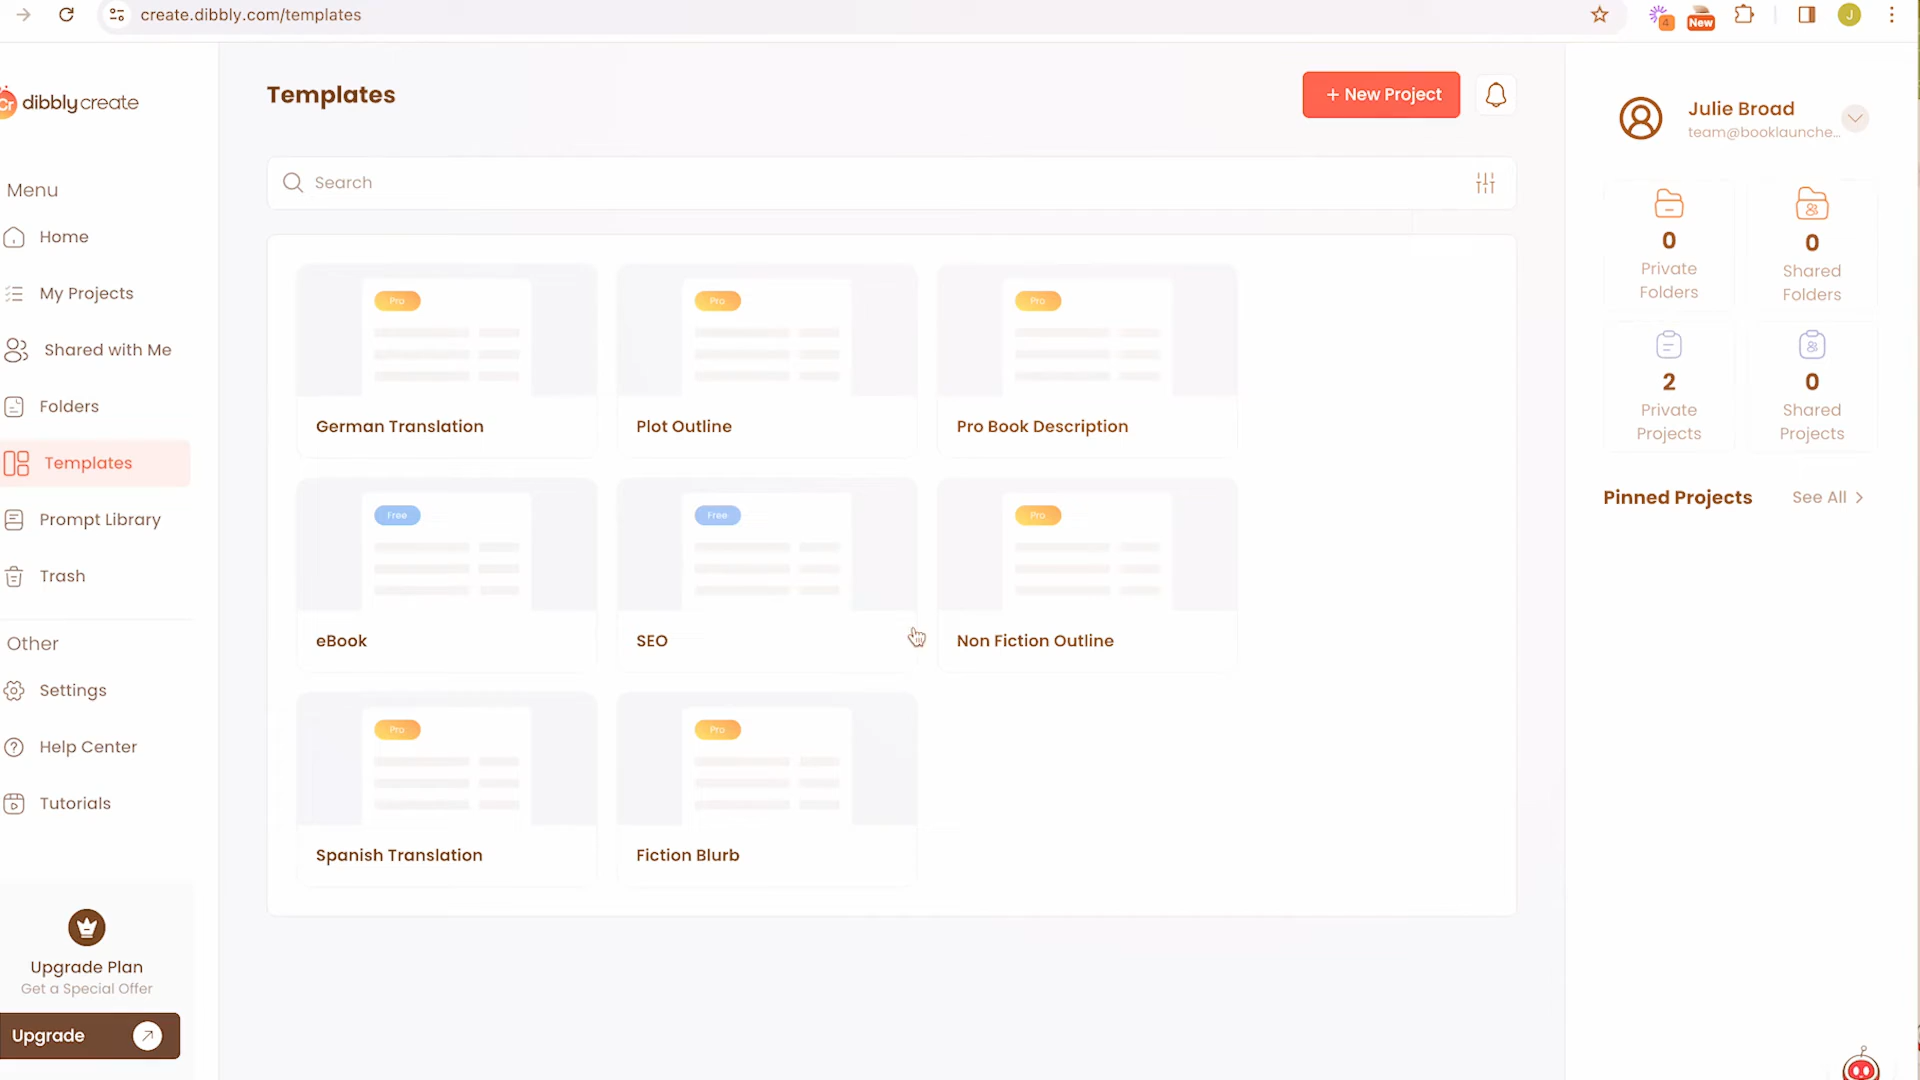 create.dibbly.com/templates
4
New
J
Cr dibblycreate
Menu
Home
My Projects
Shared with Me
Folders
Templates
Prompt Library
Trash
Other
Settings
Help Center
Tutorials
Upgrade Plan
Get a Special Offer
Upgrade
Templates
+ New Project
Search
Pro
Pro
Pro
German Translation
Plot Outline
Pro Book Description
Free
Free
Pro
eBook
SEO
Non Fiction Outline
Pro
Pro
Spanish Translation
Fiction Blurb
Julie Broad
team@booklaunche...
0
Private
Folders
0
Shared
Folders
2
Private
Projects
0
Shared
Projects
Pinned Projects
See All >